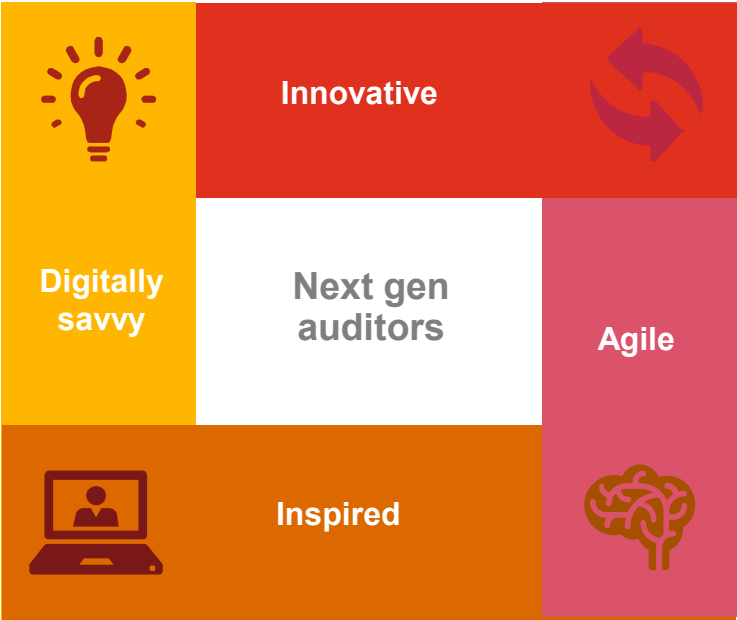 Innovative
Digitally
savvy
Next gen
auditors
Agile
Inspired